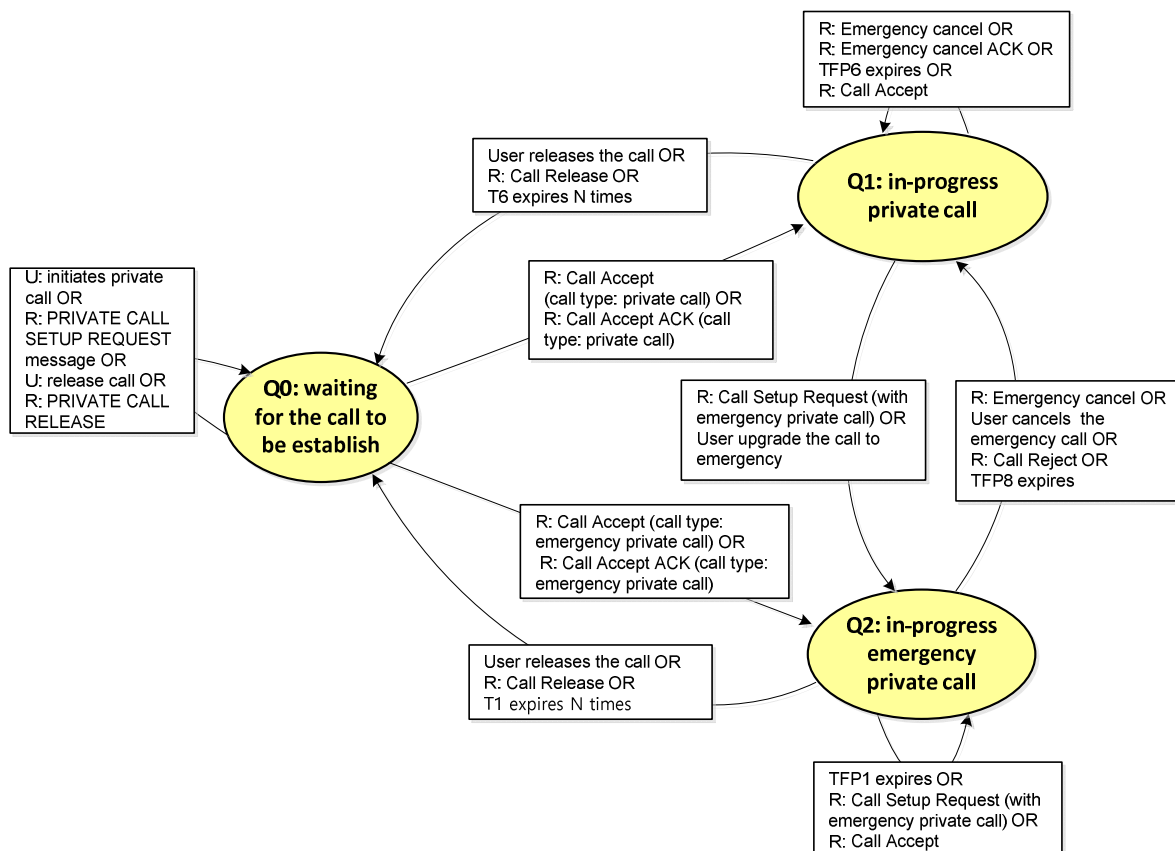 R: Emergency cancel OR
R: Emergency cancel ACK OR
TFP6 expires OR
R: Call Accept
User releases the call OR
R: Call Release OR
T6 expires N times
Q1: in-progress
private call
U: initiates private
call OR
R: PRIVATE CALL
SETUP REQUEST
message OR
U: release call OR
R: PRIVATE CALL
RELEASE
R: Call Accept
(call type: private call) OR
R: Call Accept ACK (call
type: private call)
Q0: waiting
for the call to
be establish
R: Call Setup Request (with
emergency private call) OR
User upgrade the call to
emergency
R: Emergency cancel OR
User cancels the
emergency call OR
R: Call Reject OR
TFP8 expires
R: Call Accept (call type:
emergency private call) OR
R: Call Accept ACK (call type:
emergency private call)
Q2: in-progress
emergency
private call
User releases the call OR
R: Call Release OR
T1 expires N times
TFP1 expires OR
R: Call Setup Request (with
emergency private call) OR
R: Call Accept